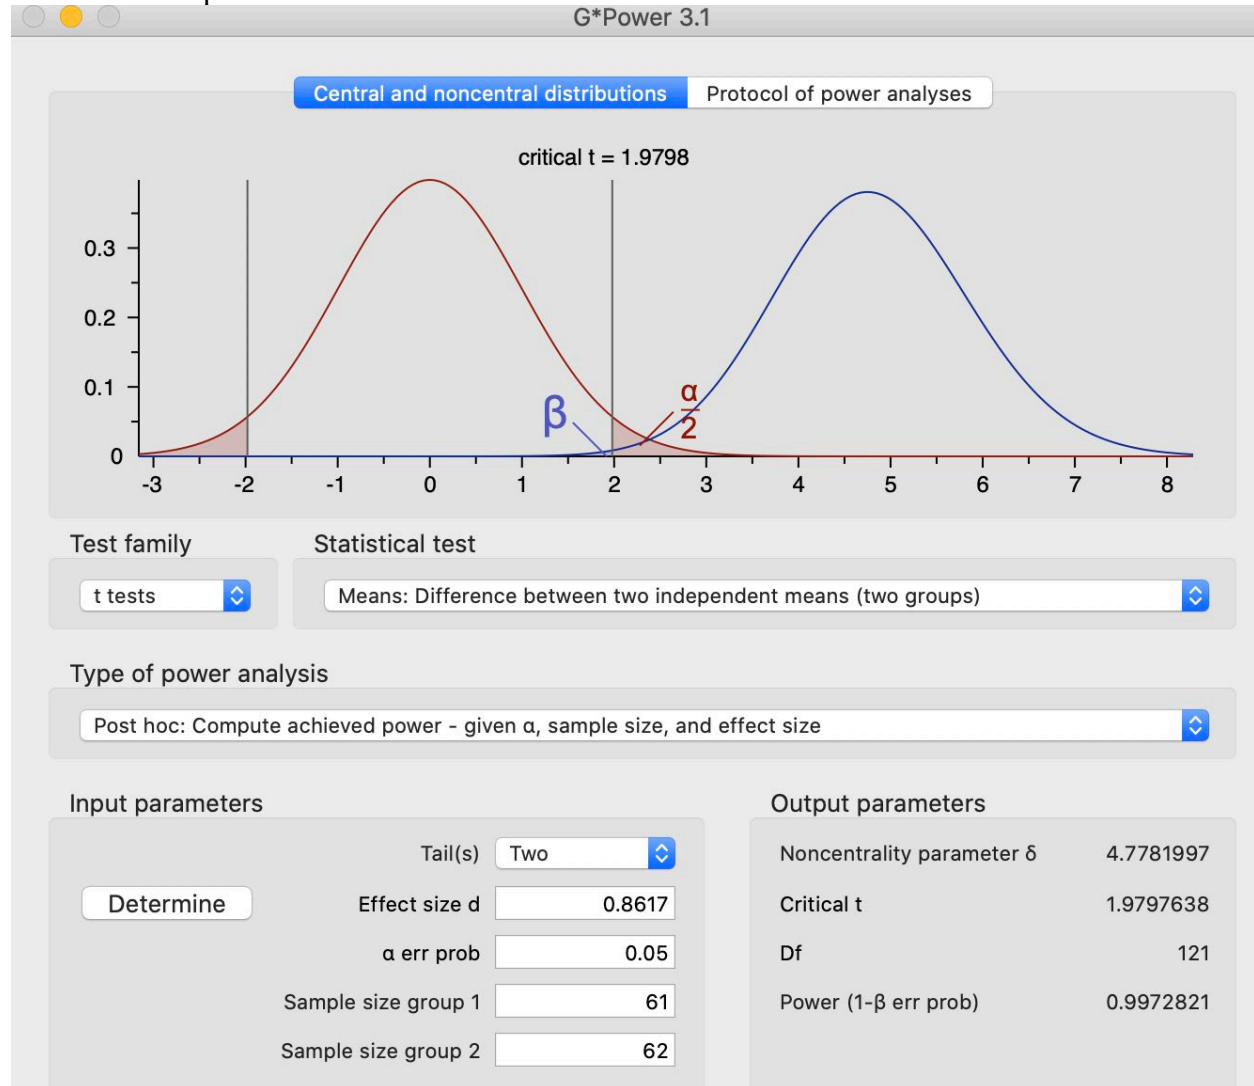 G*Power 3.1
Central and noncentral distributions Protocol of power analyses
critical t = 1.9798
0.3
0.2
0.1
0
β
α
2
-3 -2 -1 0 1 2 3 4 5 6 7 8
Test family Statistical test
t tests Means: Difference between two independent means (two groups)
Type of power analysis
Post hoc: Compute achieved power - given α, sample size, and effect size
Input parameters Output parameters
Tail(s) Two Noncentrality parameter δ 4.7781997
Determine Effect size d 0.8617 Critical t 1.9797638
α err prob 0.05 Df 121
Sample size group 1 61 Power (1-β err prob) 0.9972821
Sample size group 2 62